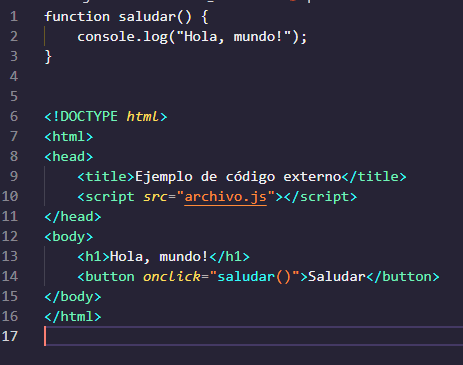 1 function saludar() {
2     console.log("Hola, mundo!");
3 }
4
5
6 <!DOCTYPE html>
7 <html>
8 <head>
9     <title>Ejemplo de código externo</title>
10     <script src="archivo.js"></script>
11 </head>
12 <body>
13     <h1>Hola, mundo!</h1>
14     <button onclick="saludar()">Saludar</button>
15 </body>
16 </html>
17